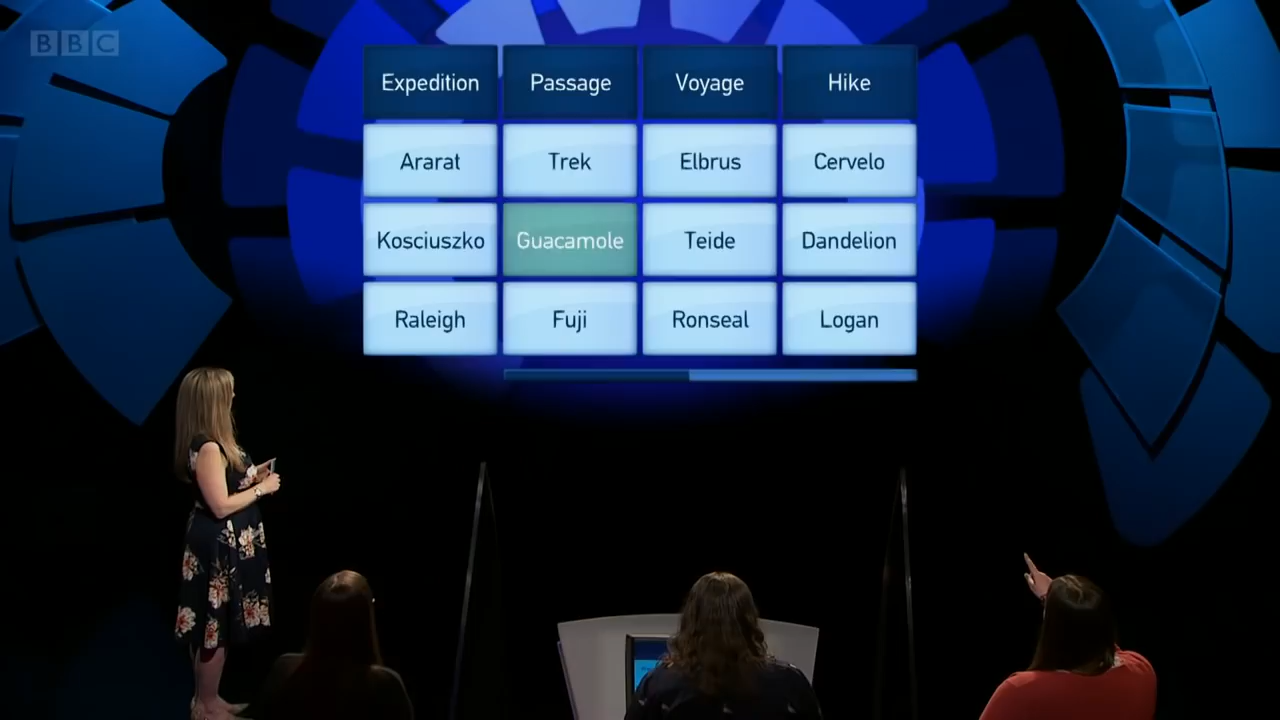 BBC
Expedition Passage Voyage Hike
Ararat Trek Elbrus Cervelo
Kosciuszko Guacamole Teide Dandelion
Raleigh Fuji Ronseal Logan